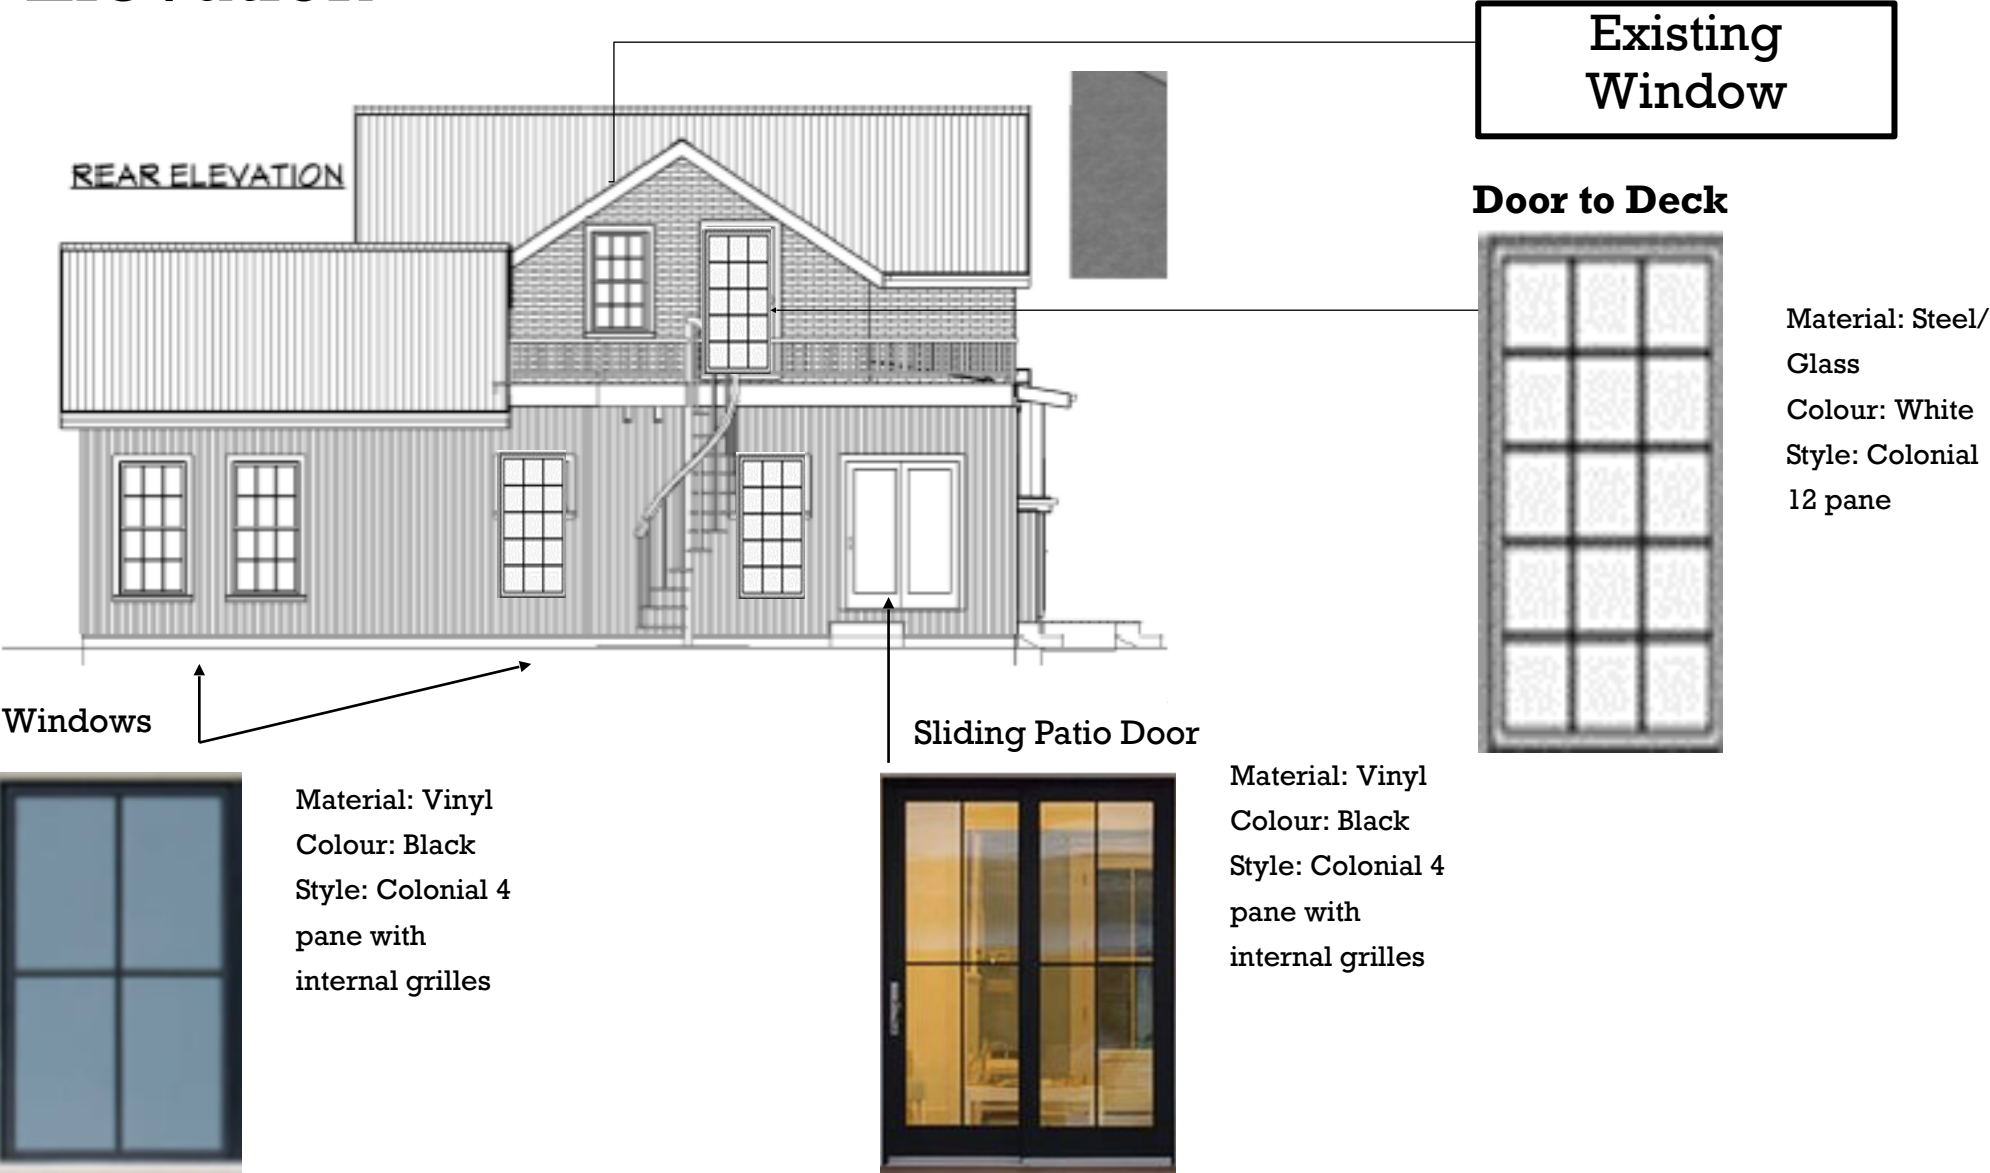 Elevation
Existing
Window
REAR ELEVATION
Door to Deck
Material: Steel/
Glass
Colour: White
Style: Colonial
12 pane
Windows
Material: Vinyl
Colour: Black
Style: Colonial 4
pane with
internal grilles
Sliding Patio Door
Material: Vinyl
Colour: Black
Style: Colonial 4
pane with
internal grilles